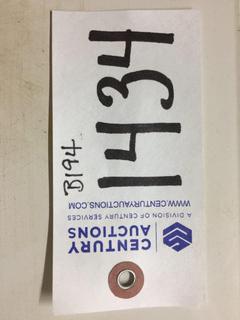 CENTURY
AUCTIONS
A DIVISION OF CENTURY SERVICES
WWW.CENTURYAUCTIONS.COM
1434
B194